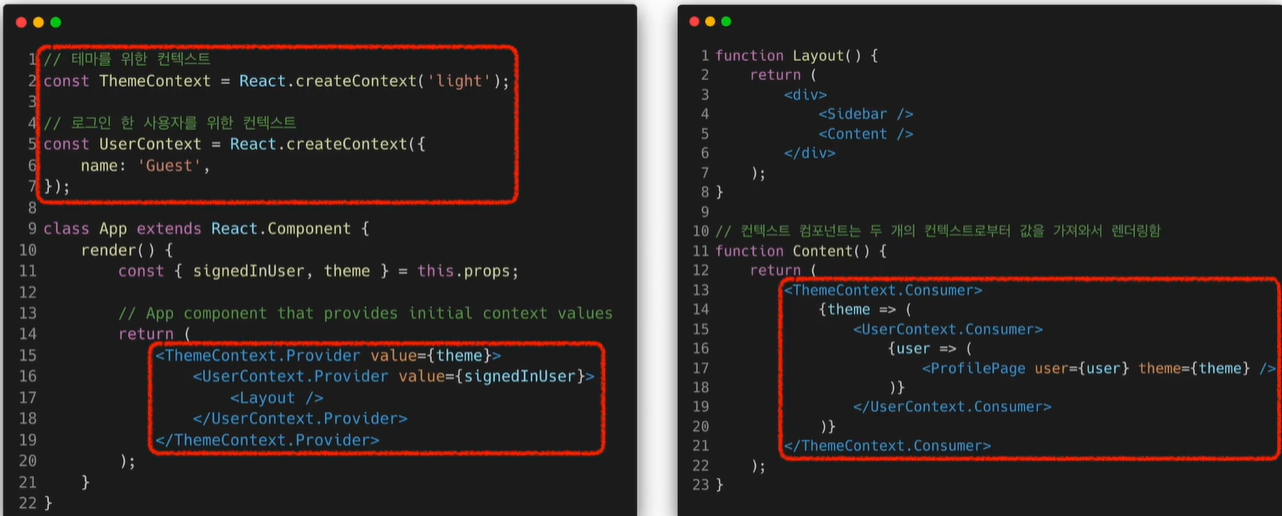 1 // 테마를 위한 컨텍스트
2 const ThemeContext = React.createContext('light');
3
4 // 로그인 한 사용자를 위한 컨텍스트
5 const UserContext = React.createContext({
6     name: 'Guest',
7 });
8
9 class App extends React.Component {
10     render() {
11         const { signedInUser, theme } = this.props;
12
13         // App component that provides initial context values
14         return (
15             <ThemeContext.Provider value={theme}>
16                 <UserContext.Provider value={signedInUser}>
17                     <Layout />
18                 </UserContext.Provider>
19             </ThemeContext.Provider>
20         );
21     }
22 }
1 function Layout() {
2     return (
3         <div>
4             <Sidebar />
5             <Content />
6         </div>
7     );
8 }
9
10 // 컨텍스트 컴포넌트는 두 개의 컨텍스트로부터 값을 가져와서 렌더링함
11 function Content() {
12     return (
13         <ThemeContext.Consumer>
14             {theme => (
15                 <UserContext.Consumer>
16                     {user => (
17                         <ProfilePage user={user} theme={theme} />
18                     )}
19                 </UserContext.Consumer>
20             )}
21         </ThemeContext.Consumer>
22     );
23 }